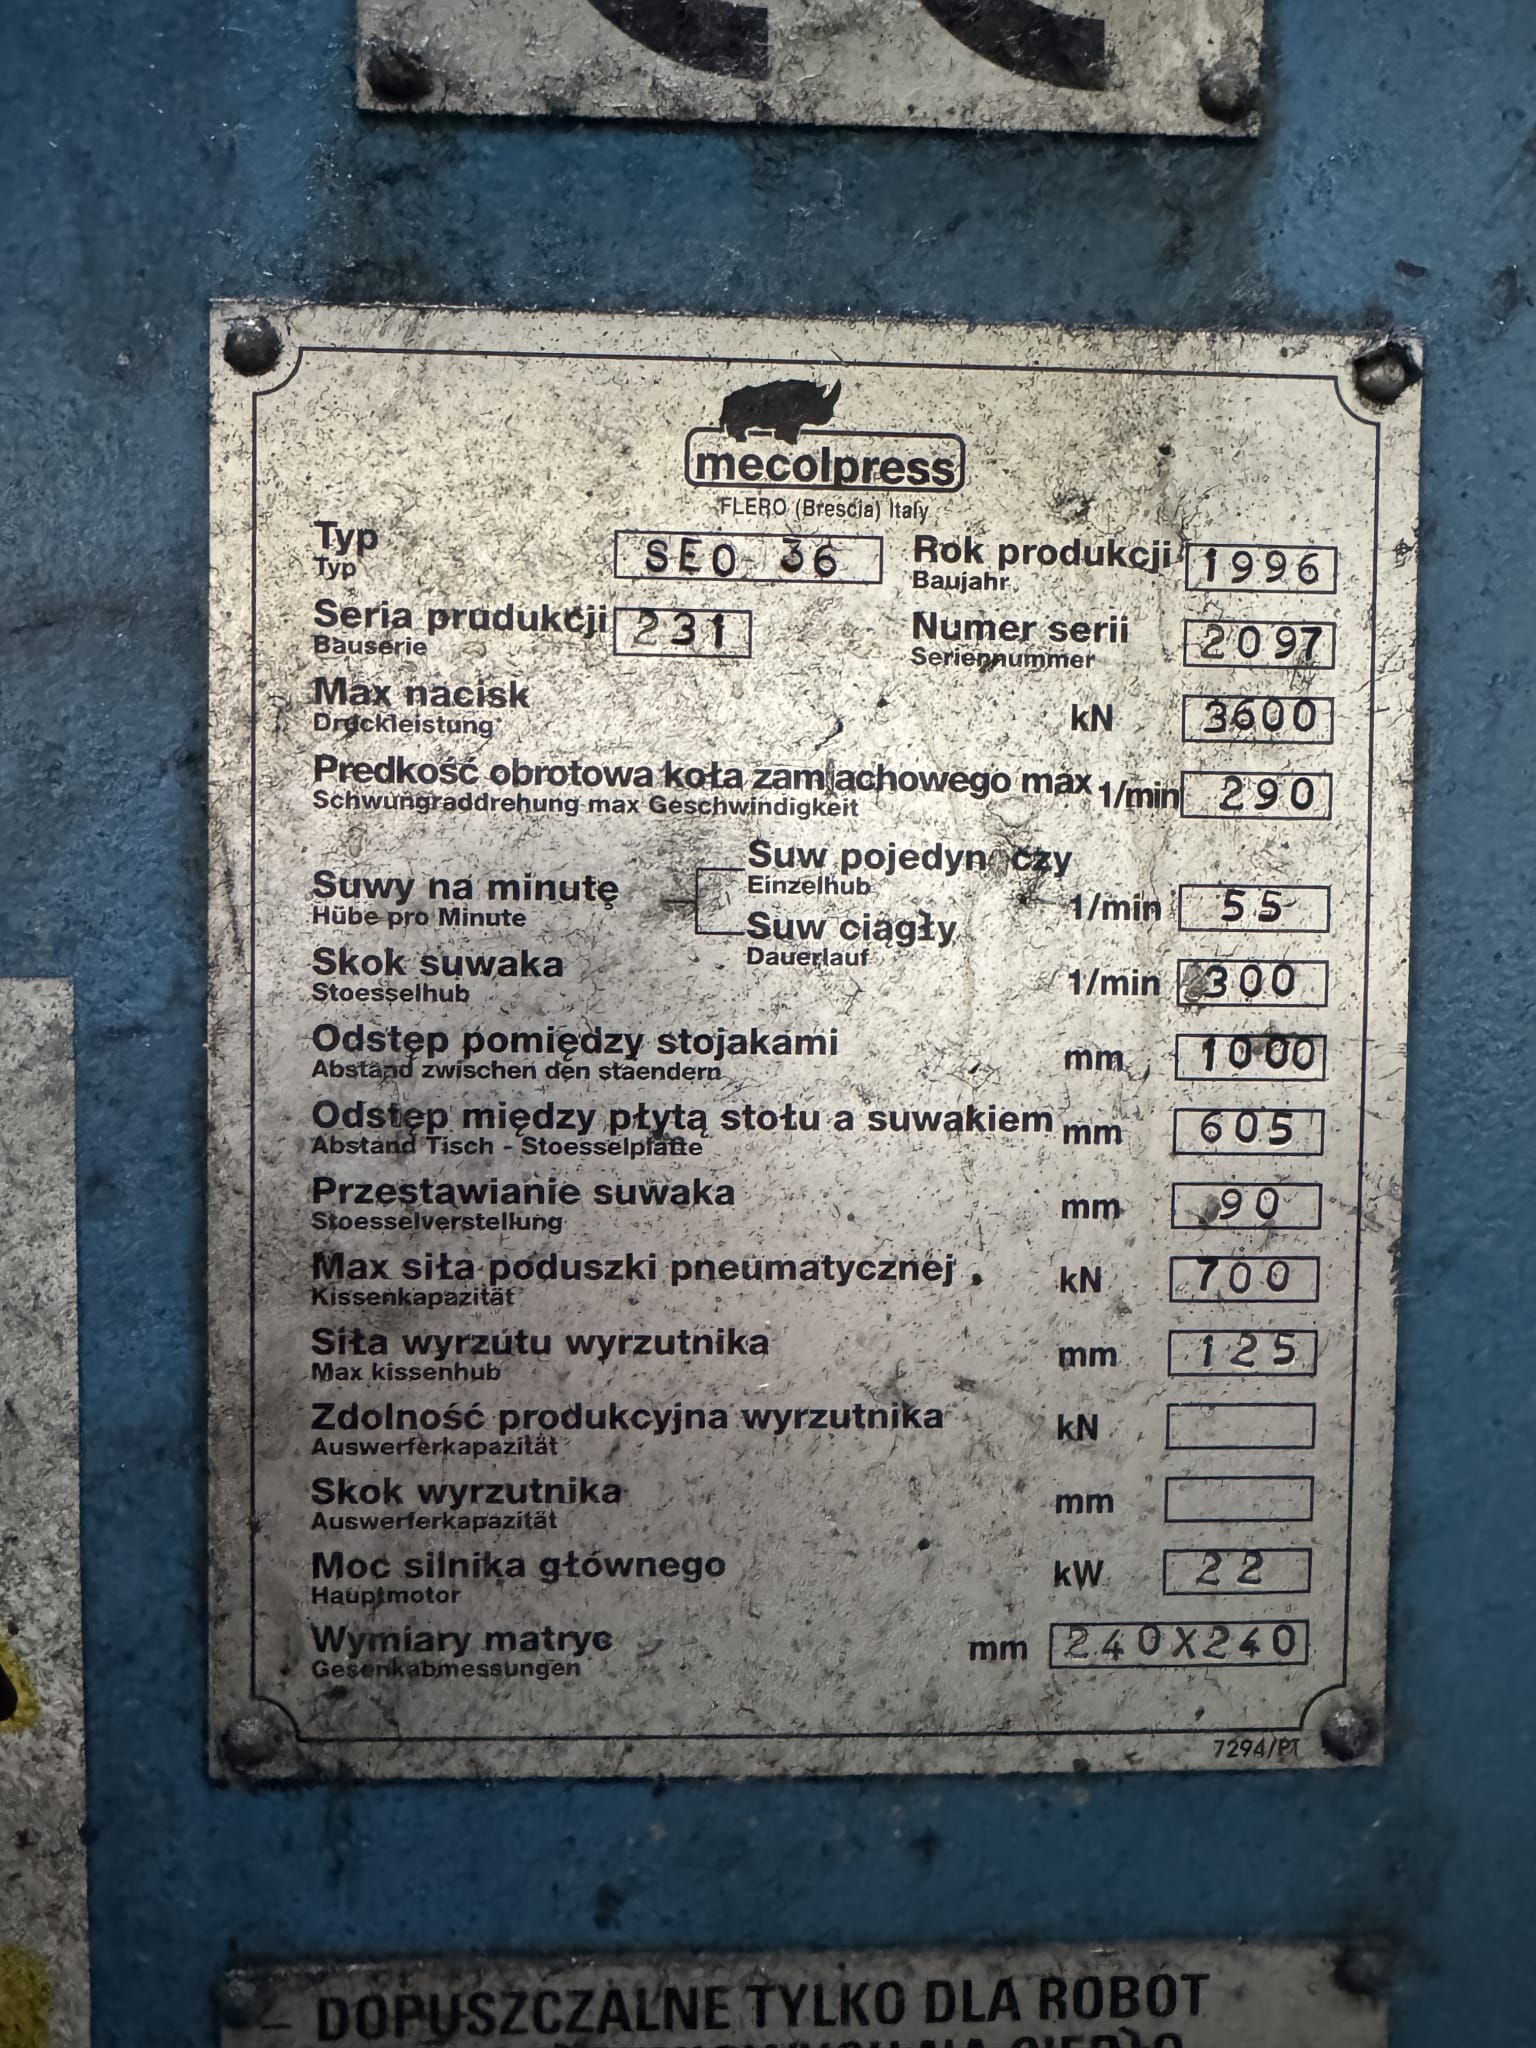 mecolpress
FLERO (Brescia) Italy
Typ SEO 36 Rok produkcji 1996
Typ Baujahr
Seria prudukcji 231 Numer serii 2097
Bauserie Seriennummer
Max nacisk kN 3600
Druckleistung
Predkość obrotowa koła zamjachowego max 1/min 290
Schwungraddrehung max Geschwindigkeit
Suw pojedynczy
Einzelhub
Suwy na minutę 1/min 55
Hübe pro Minute
Suw ciągły
Dauerlauf
Skok suwaka 1/min 300
Stoesselhub
Odstęp pomiędzy stojakami mm 1000
Abstand zwischen den staendern
Odstęp między płytą stołu a suwakiem mm 605
Abstand Tisch - Stoesselplatte
Przestawianie suwaka mm 90
Stoesselverstellung
Max siła poduszki pneumatycznej kN 700
Kissenkapazität
Siła wyrzutu wyrzutnika mm 125
Max kissenhub
Zdolność produkcyjna wyrzutnika kN
Auswerferkapazität
Skok wyrzutnika mm
Auswerferkapazität
Moc silnika głównego kW 22
Hauptmotor
Wymiary matryc mm 240X240
Gesenkabmessungen
7294/PT
– DOPUSZCZALNE TYLKO DLA ROBOT